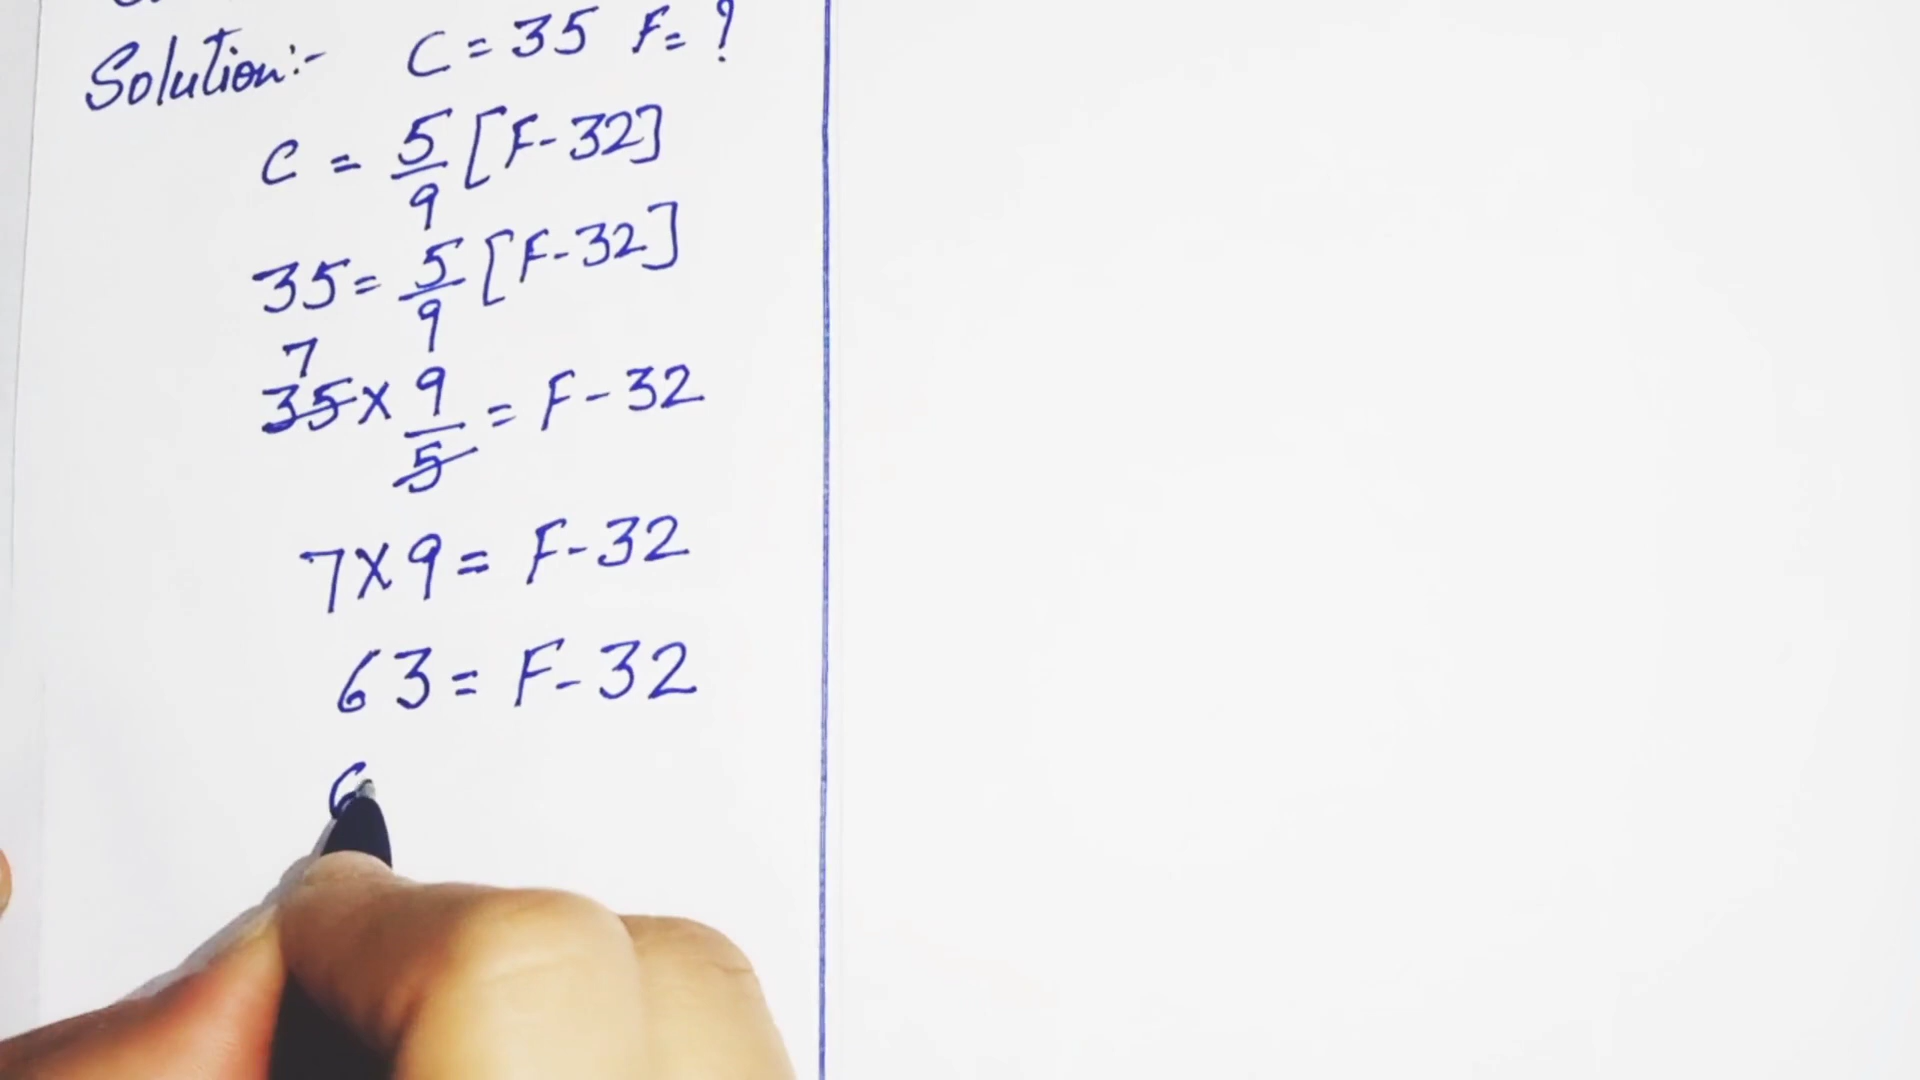 Solution:- C = 35 F = ?
C = 5/9 [F-32]
35 = 5/9 [F-32]
7
35 × 9/5 = F - 32
7 × 9 = F - 32
63 = F - 32
6